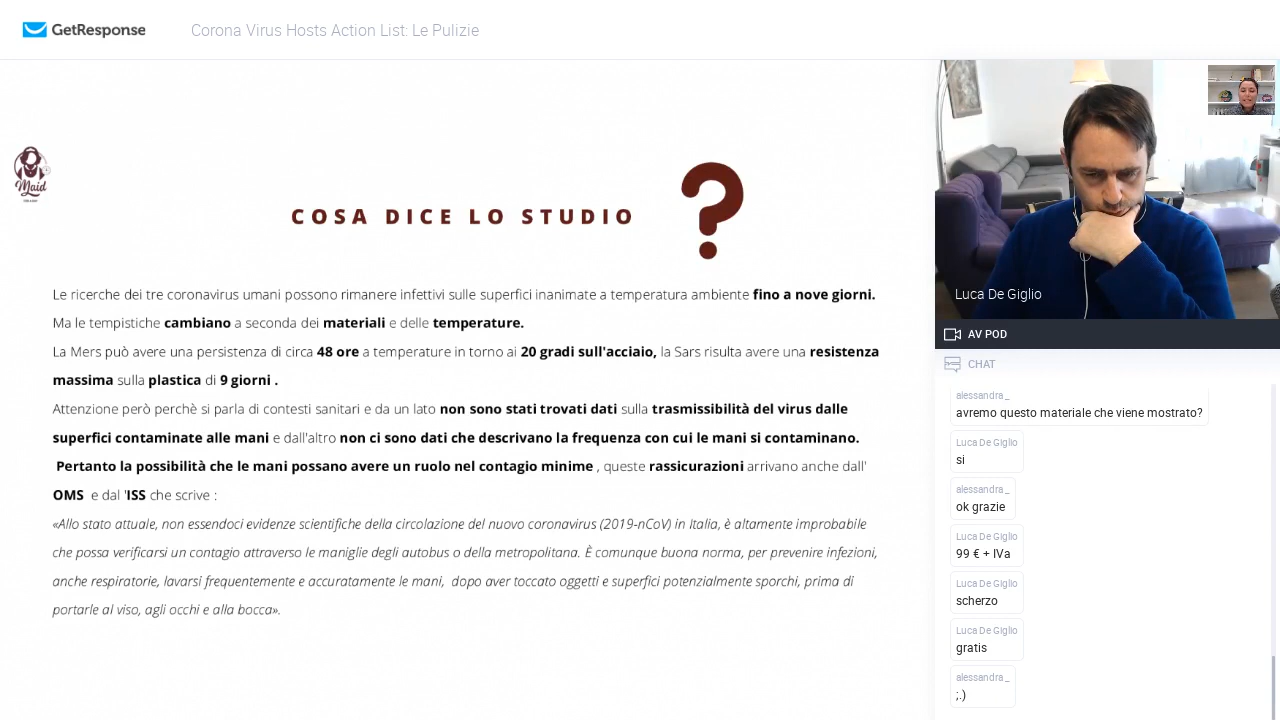 GetResponse
Corona Virus Hosts Action List: Le Pulizie
Maid
COSA DICE LO STUDIO ?
Le ricerche dei tre coronavirus umani possono rimanere infettivi sulle superfici inanimate a temperatura ambiente fino a nove giorni.
Ma le tempistiche cambiano a seconda dei materiali e delle temperature.
La Mers può avere una persistenza di circa 48 ore a temperature in torno ai 20 gradi sull'acciaio, la Sars risulta avere una resistenza
massima sulla plastica di 9 giorni .
Attenzione però perchè si parla di contesti sanitari e da un lato non sono stati trovati dati sulla trasmissibilità del virus dalle
superfici contaminate alle mani e dall'altro non ci sono dati che descrivano la frequenza con cui le mani si contaminano.
Pertanto la possibilità che le mani possano avere un ruolo nel contagio minime , queste rassicurazioni arrivano anche dall'
OMS e dal 'ISS che scrive :
«Allo stato attuale, non essendoci evidenze scientifiche della circolazione del nuovo coronavirus (2019-nCoV) in Italia, è altamente improbabile
che possa verificarsi un contagio attraverso le maniglie degli autobus o della metropolitana. È comunque buona norma, per prevenire infezioni,
anche respiratorie, lavarsi frequentemente e accuratamente le mani, dopo aver toccato oggetti e superfici potenzialmente sporchi, prima di
portarle al viso, agli occhi e alla bocca».
Luca De Giglio
AV POD
CHAT
alessandra _
avremo questo materiale che viene mostrato?
Luca De Giglio
si
alessandra _
ok grazie
Luca De Giglio
99 € + IVa
Luca De Giglio
scherzo
Luca De Giglio
gratis
alessandra _
;.)